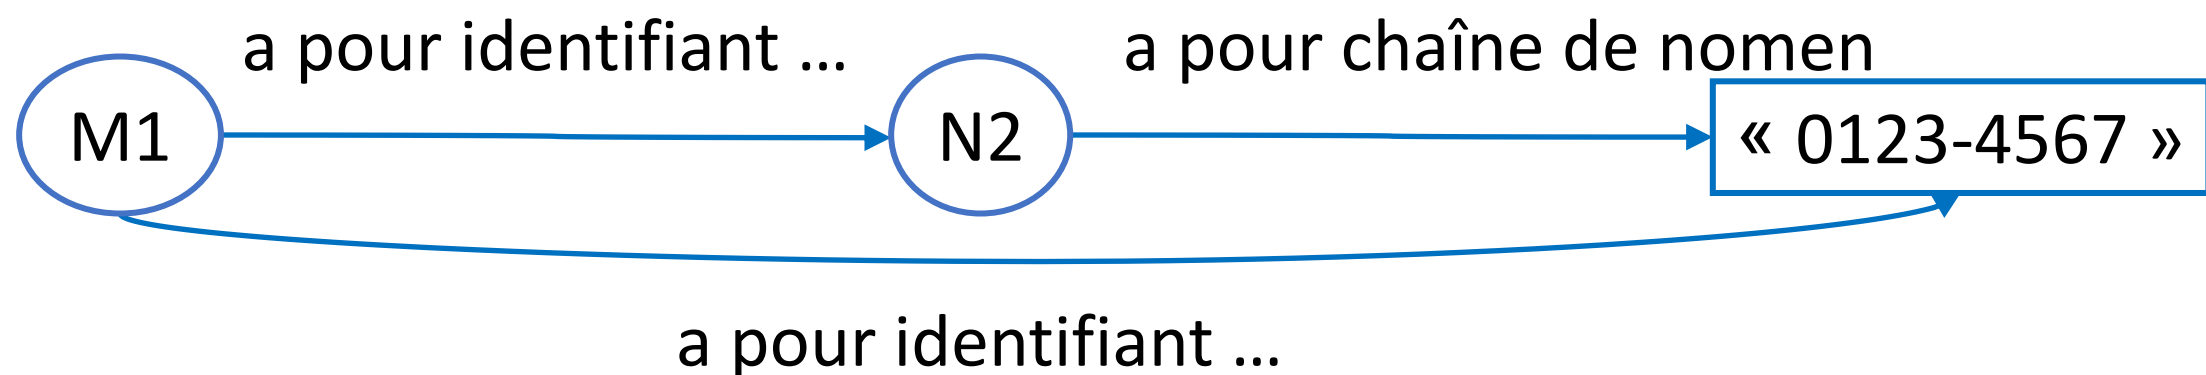 a pour identifiant ...
a pour chaîne de nomen
M1
N2
« 0123-4567 »
a pour identifiant ...